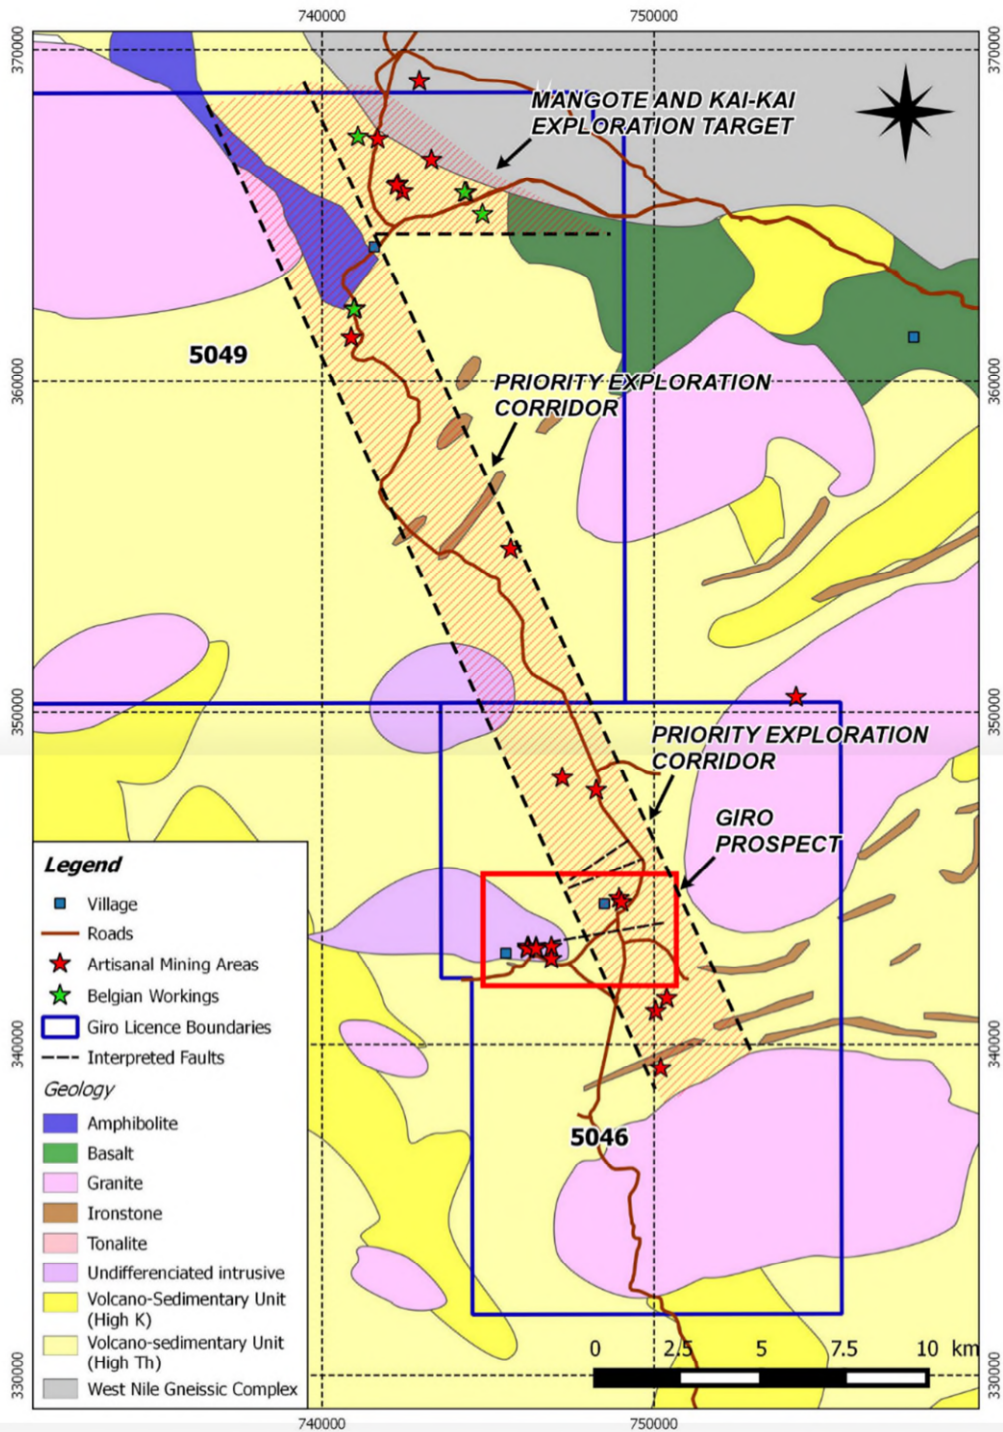 740000
750000
370000
370000
MANGOTE AND KAI-KAI
EXPLORATION TARGET
5049
360000
360000
PRIORITY EXPLORATION
CORRIDOR
350000
350000
PRIORITY EXPLORATION
CORRIDOR
GIRO
PROSPECT
Legend
Village
Roads
Artisanal Mining Areas
Belgian Workings
Giro Licence Boundaries
Interpreted Faults
Geology
Amphibolite
Basalt
Granite
Ironstone
Tonalite
Undifferenciated intrusive
Volcano-Sedimentary Unit
(High K)
Volcano-sedimentary Unit
(High Th)
West Nile Gneissic Complex
340000
5046
0 2.5 5 7.5 10 km
330000
330000
740000
750000